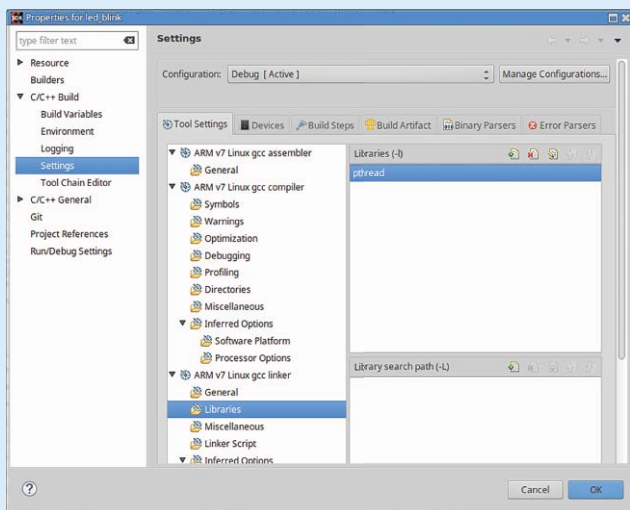 Properties for led_blink
type filter text
Resource
Builders
C/C++ Build
Build Variables
Environment
Logging
Settings
Tool Chain Editor
C/C++ General
Git
Project References
Run/Debug Settings
Settings
Configuration: Debug [ Active ]
Manage Configurations...
Tool Settings Devices Build Steps Build Artifact Binary Parsers Error Parsers
ARM v7 Linux gcc assembler
General
ARM v7 Linux gcc compiler
Symbols
Warnings
Optimization
Debugging
Profiling
Directories
Miscellaneous
Inferred Options
Software Platform
Processor Options
ARM v7 Linux gcc linker
General
Libraries
Miscellaneous
Linker Script
Inferred Options
Libraries (-l)
pthread
Library search path (-L)
?
Cancel
OK